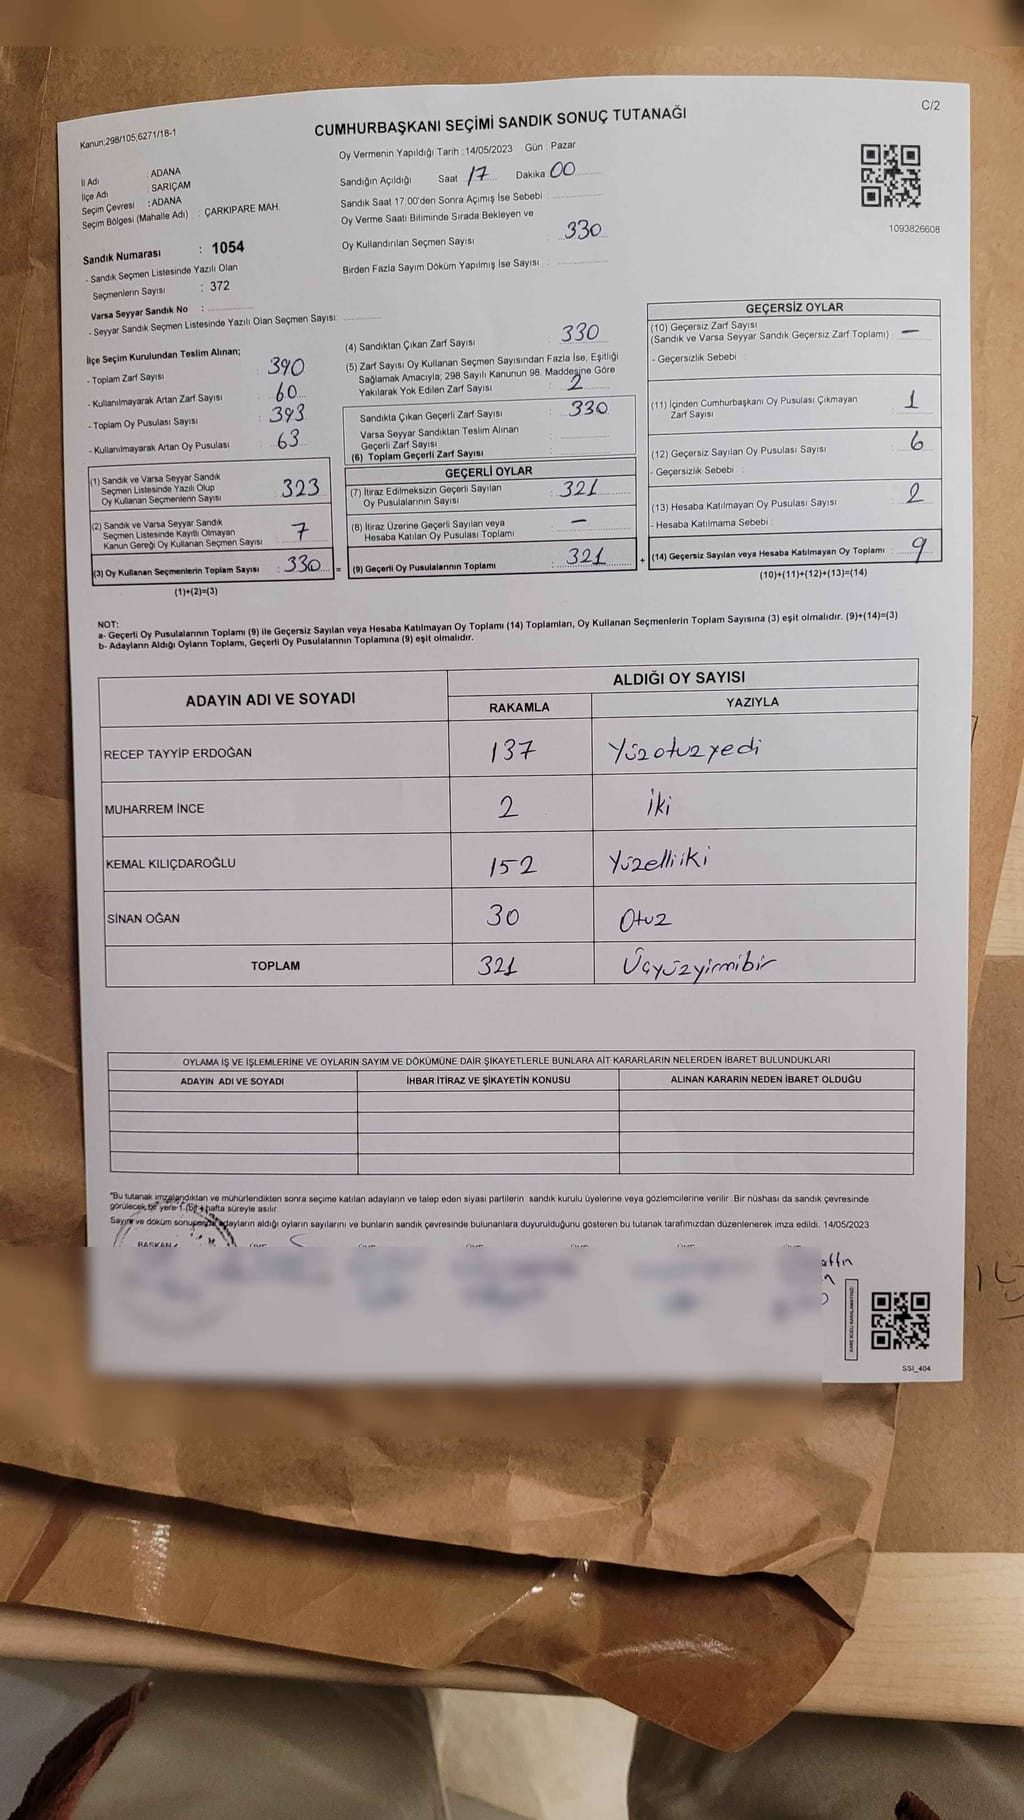 C/2
Kanun;298/105,6271/18-1
CUMHURBAŞKANI SEÇİMİ SANDIK SONUÇ TUTANAĞI
İl Adı : ADANA
İlçe Adı : SARIÇAM
Seçim Çevresi : ADANA
Seçim Bölgesi (Mahalle Adı) : ÇARKIPARE MAH.
Sandık Numarası : 1054
- Sandık Seçmen Listesinde Yazılı Olan
Seçmenlerin Sayısı : 372
Varsa Seyyar Sandık No :
- Seyyar Sandık Seçmen Listesinde Yazılı Olan Seçmen Sayısı:
Oy Vermenin Yapıldığı Tarih : 14/05/2023 Gün : Pazar
Sandığın Açıldığı Saat 17 Dakika 00
Sandık Saat 17:00'den Sonra Açımış İse Sebebi :
Oy Verme Saati Bitiminde Sırada Bekleyen ve
Oy Kullandırılan Seçmen Sayısı : 330
Birden Fazla Sayım Döküm Yapılmış İse Sayısı :
1093826608
İlçe Seçim Kurulundan Teslim Alınan;
- Toplam Zarf Sayısı : 390
- Kullanılmayarak Artan Zarf Sayısı : 60
- Toplam Oy Pusulası Sayısı : 393
- Kullanılmayarak Artan Oy Pusulası : 63
(1) Sandık ve Varsa Seyyar Sandık
Seçmen Listesinde Yazılı Olup
Oy Kullanan Seçmenlerin Sayısı : 323
(2) Sandık ve Varsa Seyyar Sandık
Seçmen Listesinde Kayıtlı Olmayan
Kanun Gereği Oy Kullanan Seçmen Sayısı : 7
(3) Oy Kullanan Seçmenlerin Toplam Sayısı : 330 =
(1)+(2)=(3)
(4) Sandıktan Çıkan Zarf Sayısı : 330
(5) Zarf Sayısı Oy Kullanan Seçmen Sayısından Fazla İse, Eşitliği
Sağlamak Amacıyla, 298 Sayılı Kanunun 98. Maddesine Göre
Yakılarak Yok Edilen Zarf Sayısı : 2
Sandıkta Çıkan Geçerli Zarf Sayısı : 330
Varsa Seyyar Sandıktan Teslim Alınan
Geçerli Zarf Sayısı :
(6) Toplam Geçerli Zarf Sayısı :
GEÇERLİ OYLAR
(7) İtiraz Edilmeksizin Geçerli Sayılan
Oy Pusulalarının Sayısı : 321
(8) İtiraz Üzerine Geçerli Sayılan veya
Hesaba Katılan Oy Pusulası Toplamı : —
(9) Geçerli Oy Pusulalarının Toplamı : 321 +
GEÇERSİZ OYLAR
(10) Geçersiz Zarf Sayısı
(Sandık ve Varsa Seyyar Sandık Geçersiz Zarf Toplamı) : —
- Geçersizlik Sebebi :
(11) İçinden Cumhurbaşkanı Oy Pusulası Çıkmayan
Zarf Sayısı : 1
(12) Geçersiz Sayılan Oy Pusulası Sayısı : 6
- Geçersizlik Sebebi :
(13) Hesaba Katılmayan Oy Pusulası Sayısı : 2
- Hesaba Katılmama Sebebi :
(14) Geçersiz Sayılan veya Hesaba Katılmayan Oy Toplamı : 9
(10)+(11)+(12)+(13)=(14)
NOT:
a- Geçerli Oy Pusulalarının Toplamı (9) ile Geçersiz Sayılan veya Hesaba Katılmayan Oy Toplamı (14) Toplamları, Oy Kullanan Seçmenlerin Toplam Sayısına (3) eşit olmalıdır. (9)+(14)=(3)
b- Adayların Aldığı Oyların Toplamı, Geçerli Oy Pusulalarının Toplamına (9) eşit olmalıdır.
ADAYIN ADI VE SOYADI
ALDIĞI OY SAYISI
RAKAMLA YAZIYLA
RECEP TAYYİP ERDOĞAN 137 Yüzotuzyedi
MUHARREM İNCE 2 İki
KEMAL KILIÇDAROĞLU 152 Yüzelliiki
SİNAN OĞAN 30 Otuz
TOPLAM 321 Üçyüzyirmibir
OYLAMA İŞ VE İŞLEMLERİNE VE OYLARIN SAYIM VE DÖKÜMÜNE DAİR ŞİKAYETLERLE BUNLARA AİT KARARLARIN NELERDEN İBARET BULUNDUKLARI
ADAYIN ADI VE SOYADI İHBAR İTİRAZ VE ŞİKAYETİN KONUSU ALINAN KARARIN NEDEN İBARET OLDUĞU
"Bu tutanak imzalandıktan ve mühürlendikten sonra seçime katılan adayların ve talep eden siyasi partilerin sandık kurulu üyelerine veya gözlemcilerine verilir. Bir nüshası da sandık çevresinde
görülecek bir yere 1 (Bir) hafta süreyle asılır.
Sayım ve döküm sonucunda adayların aldığı oyların sayılarını ve bunların sandık çevresinde bulunanlara duyurulduğunu gösteren bu tutanak tarafımızdan düzenlenerek imza edildi. 14/05/2023
BAŞKAN
SSI_404